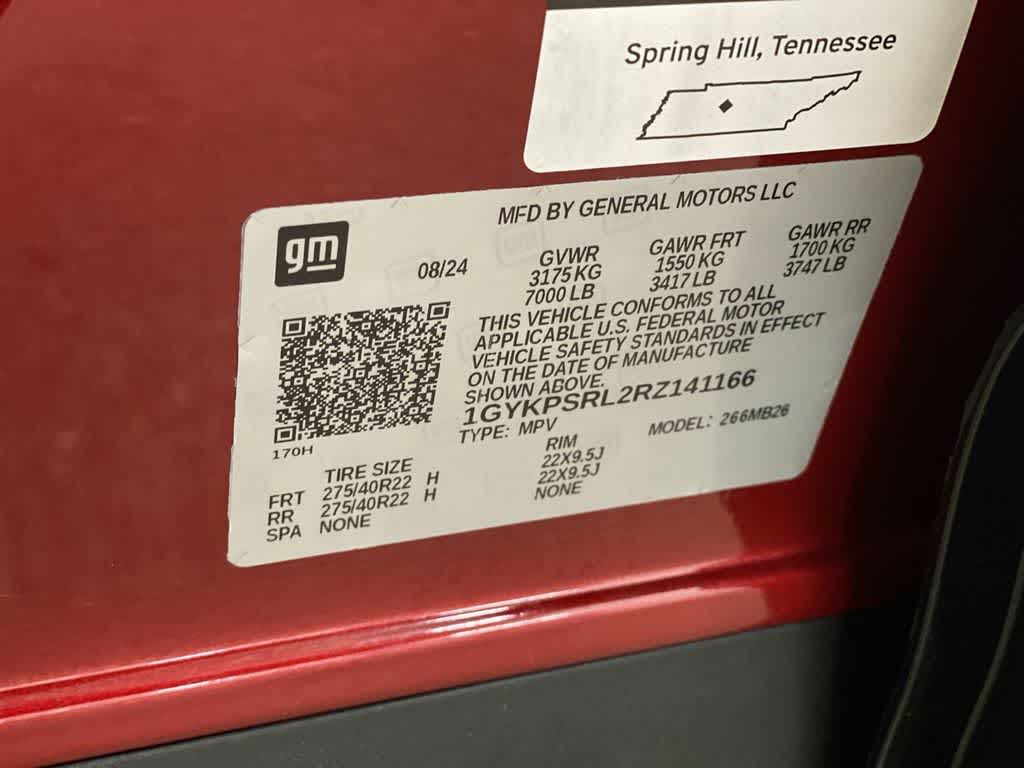 Spring Hill, Tennessee
MFD BY GENERAL MOTORS LLC
gm
08/24
GVWR
3175 KG
7000 LB
GAWR FRT
1550 KG
3417 LB
GAWR RR
1700 KG
3747 LB
THIS VEHICLE CONFORMS TO ALL
APPLICABLE U.S. FEDERAL MOTOR
VEHICLE SAFETY STANDARDS IN EFFECT
ON THE DATE OF MANUFACTURE
SHOWN ABOVE.
1GYKPSRL2RZ141166
TYPE: MPV MODEL: 266MB26
170H
TIRE SIZE RIM
FRT 275/40R22 H 22X9.5J
RR 275/40R22 H 22X9.5J
SPA NONE NONE